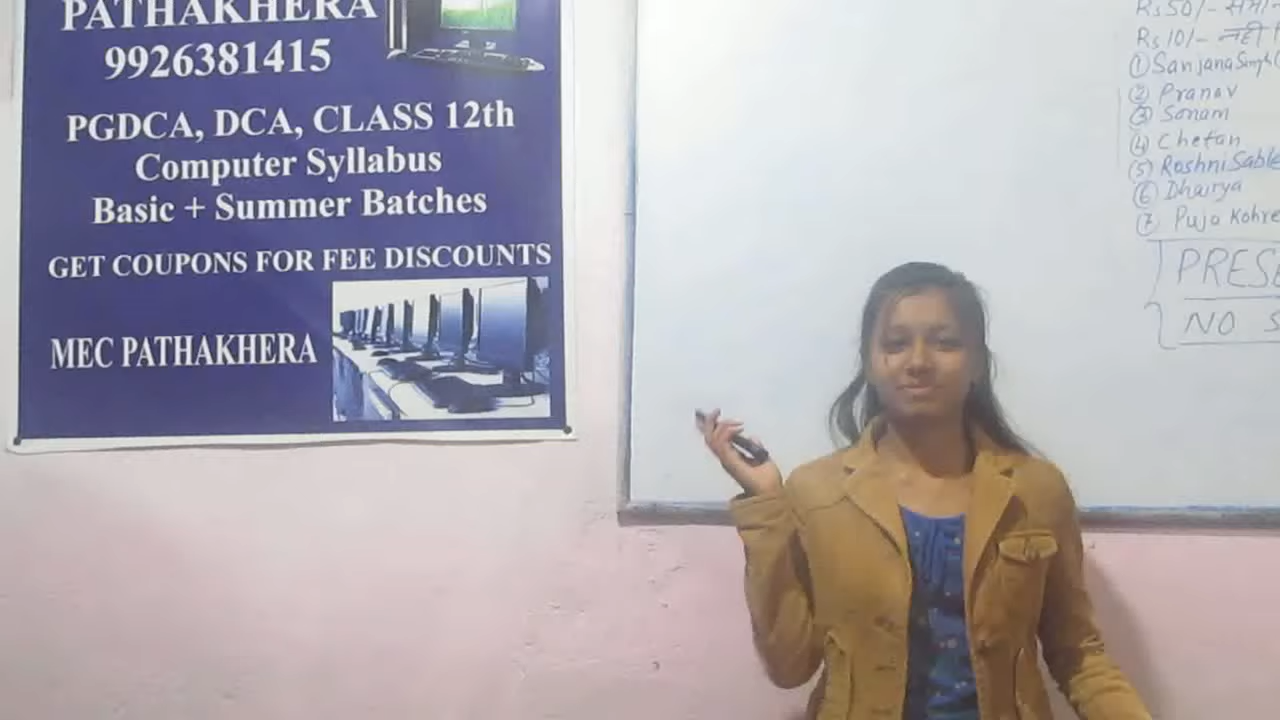 PATHAKHERA
9926381415
PGDCA, DCA, CLASS 12th
Computer Syllabus
Basic + Summer Batches
GET COUPONS FOR FEE DISCOUNTS
MEC PATHAKHERA
Rs 50/-
Rs 10/- नही
① Sanjana Singh
② Pranav
③ Sonam
④ Chetan
⑤ Roshni Sable
⑥ Dhairya
⑦ Puja Kohre
PRESE
NO S